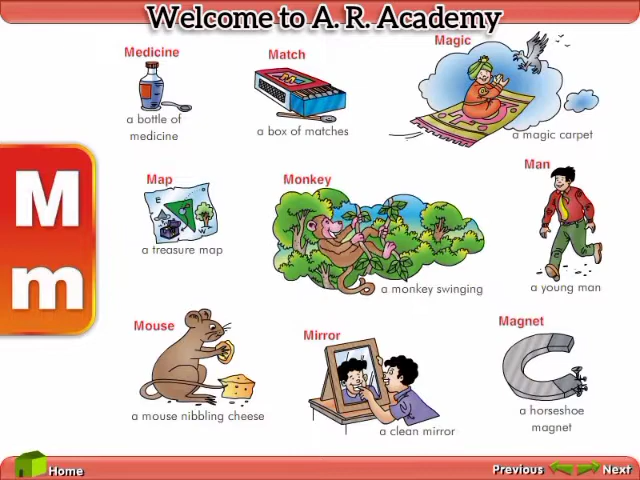 Welcome to A. R. Academy
Medicine
a bottle of
medicine
Match
M
a box of matches
Magic
a magic carpet
M
m
Map
E
a treasure map
Monkey
a monkey swinging
Man
a young man
Mouse
a mouse nibbling cheese
Mirror
a clean mirror
Magnet
a horseshoe
magnet
Home
Previous
Next